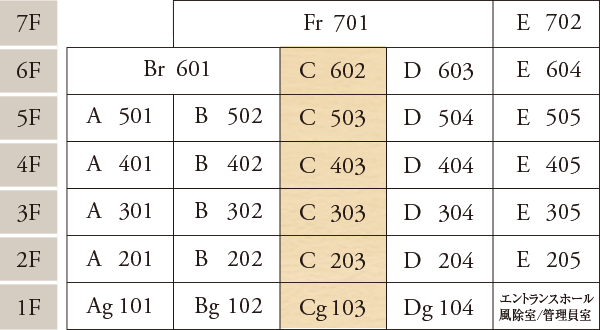 7F Fr 701 E 702
6F Br 601 C 602 D 603 E 604
5F A 501 B 502 C 503 D 504 E 505
4F A 401 B 402 C 403 D 404 E 405
3F A 301 B 302 C 303 D 304 E 305
2F A 201 B 202 C 203 D 204 E 205
1F Ag 101 Bg 102 Cg 103 Dg 104 エントランスホール
風除室/管理員室